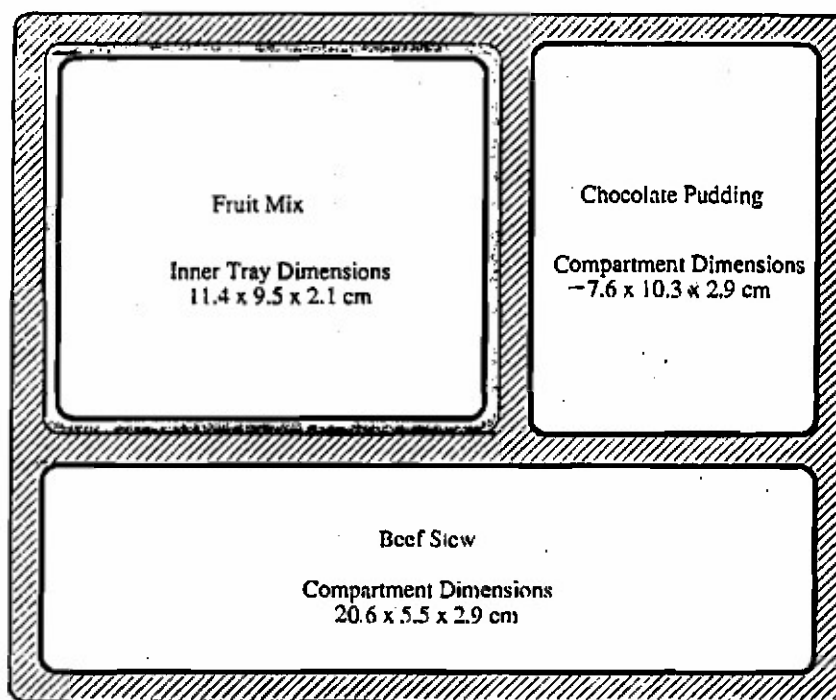 Fruit Mix
Inner Tray Dimensions
11.4 x 9.5 x 2.1 cm
Chocolate Pudding
Compartment Dimensions
7.6 x 10.3 x 2.9 cm
Beef Stew
Compartment Dimensions
20.6 x 5.5 x 2.9 cm